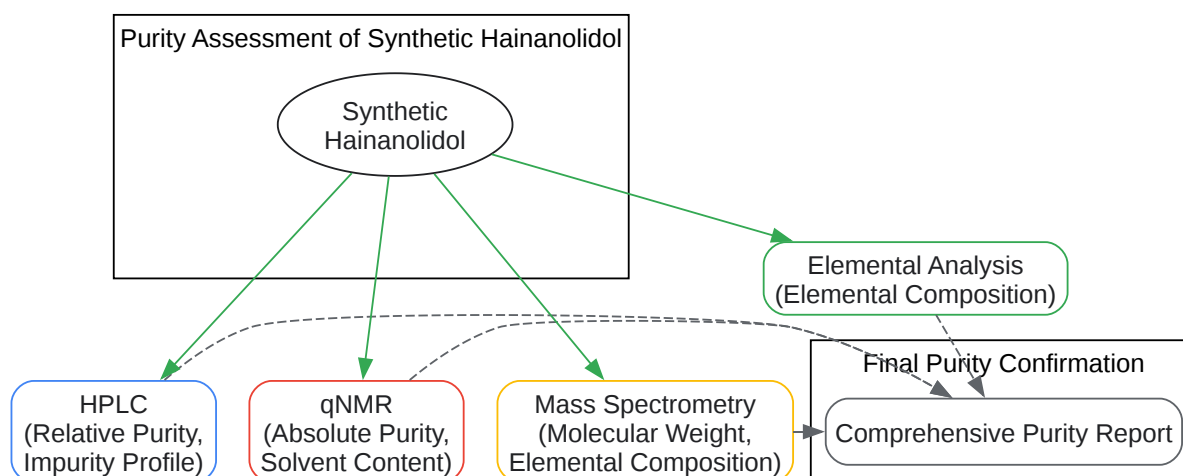 Purity Assessment of Synthetic Hainanolidol
Synthetic
Hainanolidol
Elemental Analysis
(Elemental Composition)
Final Purity Confirmation
HPLC
(Relative Purity,
Impurity Profile)
qNMR
(Absolute Purity,
Solvent Content)
Mass Spectrometry
(Molecular Weight,
Elemental Composition)
Comprehensive Purity Report